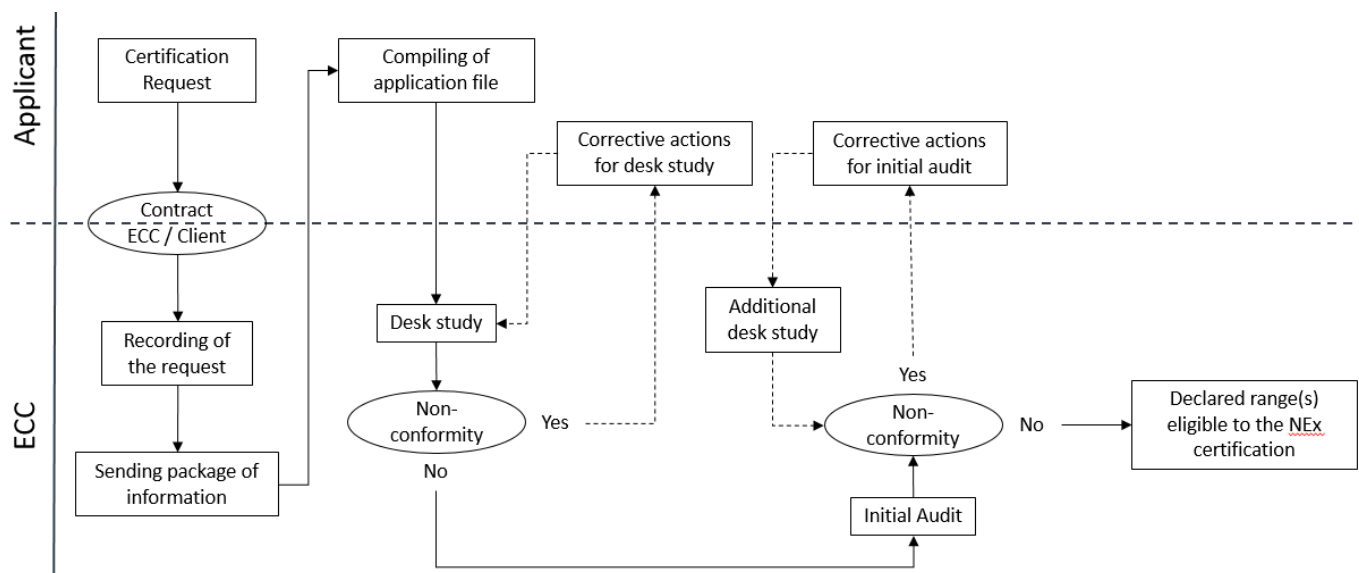 Applicant
Certification
Request
Compiling of
application file
Corrective actions
for desk study
Corrective actions
for initial audit
Contract
ECC / Client
ECC
Recording of
the request
Sending package of
information
Desk study
Non-
conformity
Yes
No
Additional
desk study
Yes
Non-
conformity
No
Initial Audit
Declared range(s)
eligible to the NEx
certification